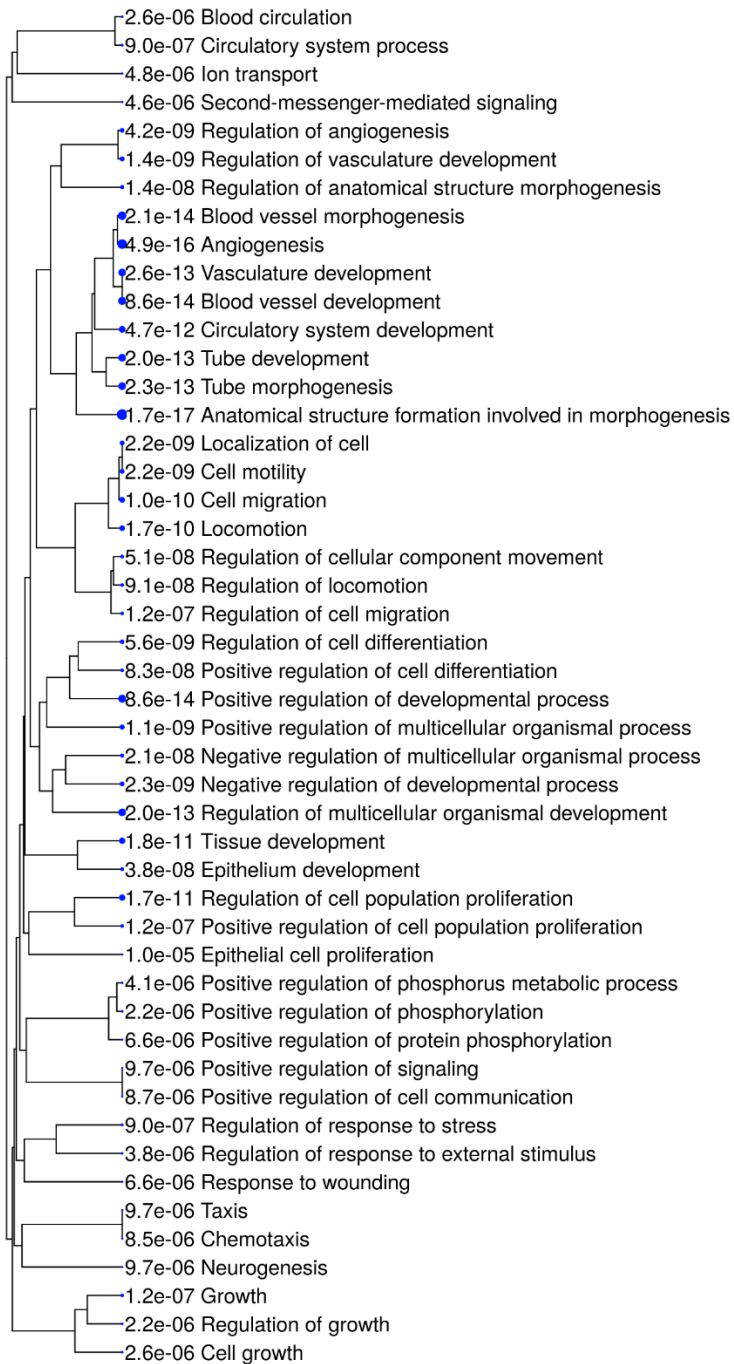 2.6e-06 Blood circulation
9.0e-07 Circulatory system process
4.8e-06 Ion transport
4.6e-06 Second-messenger-mediated signaling
4.2e-09 Regulation of angiogenesis
1.4e-09 Regulation of vasculature development
1.4e-08 Regulation of anatomical structure morphogenesis
2.1e-14 Blood vessel morphogenesis
4.9e-16 Angiogenesis
2.6e-13 Vasculature development
8.6e-14 Blood vessel development
4.7e-12 Circulatory system development
2.0e-13 Tube development
2.3e-13 Tube morphogenesis
1.7e-17 Anatomical structure formation involved in morphogenesis
2.2e-09 Localization of cell
2.2e-09 Cell motility
1.0e-10 Cell migration
1.7e-10 Locomotion
5.1e-08 Regulation of cellular component movement
9.1e-08 Regulation of locomotion
1.2e-07 Regulation of cell migration
5.6e-09 Regulation of cell differentiation
8.3e-08 Positive regulation of cell differentiation
8.6e-14 Positive regulation of developmental process
1.1e-09 Positive regulation of multicellular organismal process
2.1e-08 Negative regulation of multicellular organismal process
2.3e-09 Negative regulation of developmental process
2.0e-13 Regulation of multicellular organismal development
1.8e-11 Tissue development
3.8e-08 Epithelium development
1.7e-11 Regulation of cell population proliferation
1.2e-07 Positive regulation of cell population proliferation
1.0e-05 Epithelial cell proliferation
4.1e-06 Positive regulation of phosphorus metabolic process
2.2e-06 Positive regulation of phosphorylation
6.6e-06 Positive regulation of protein phosphorylation
9.7e-06 Positive regulation of signaling
8.7e-06 Positive regulation of cell communication
9.0e-07 Regulation of response to stress
3.8e-06 Regulation of response to external stimulus
6.6e-06 Response to wounding
9.7e-06 Taxis
8.5e-06 Chemotaxis
9.7e-06 Neurogenesis
1.2e-07 Growth
2.2e-06 Regulation of growth
2.6e-06 Cell growth